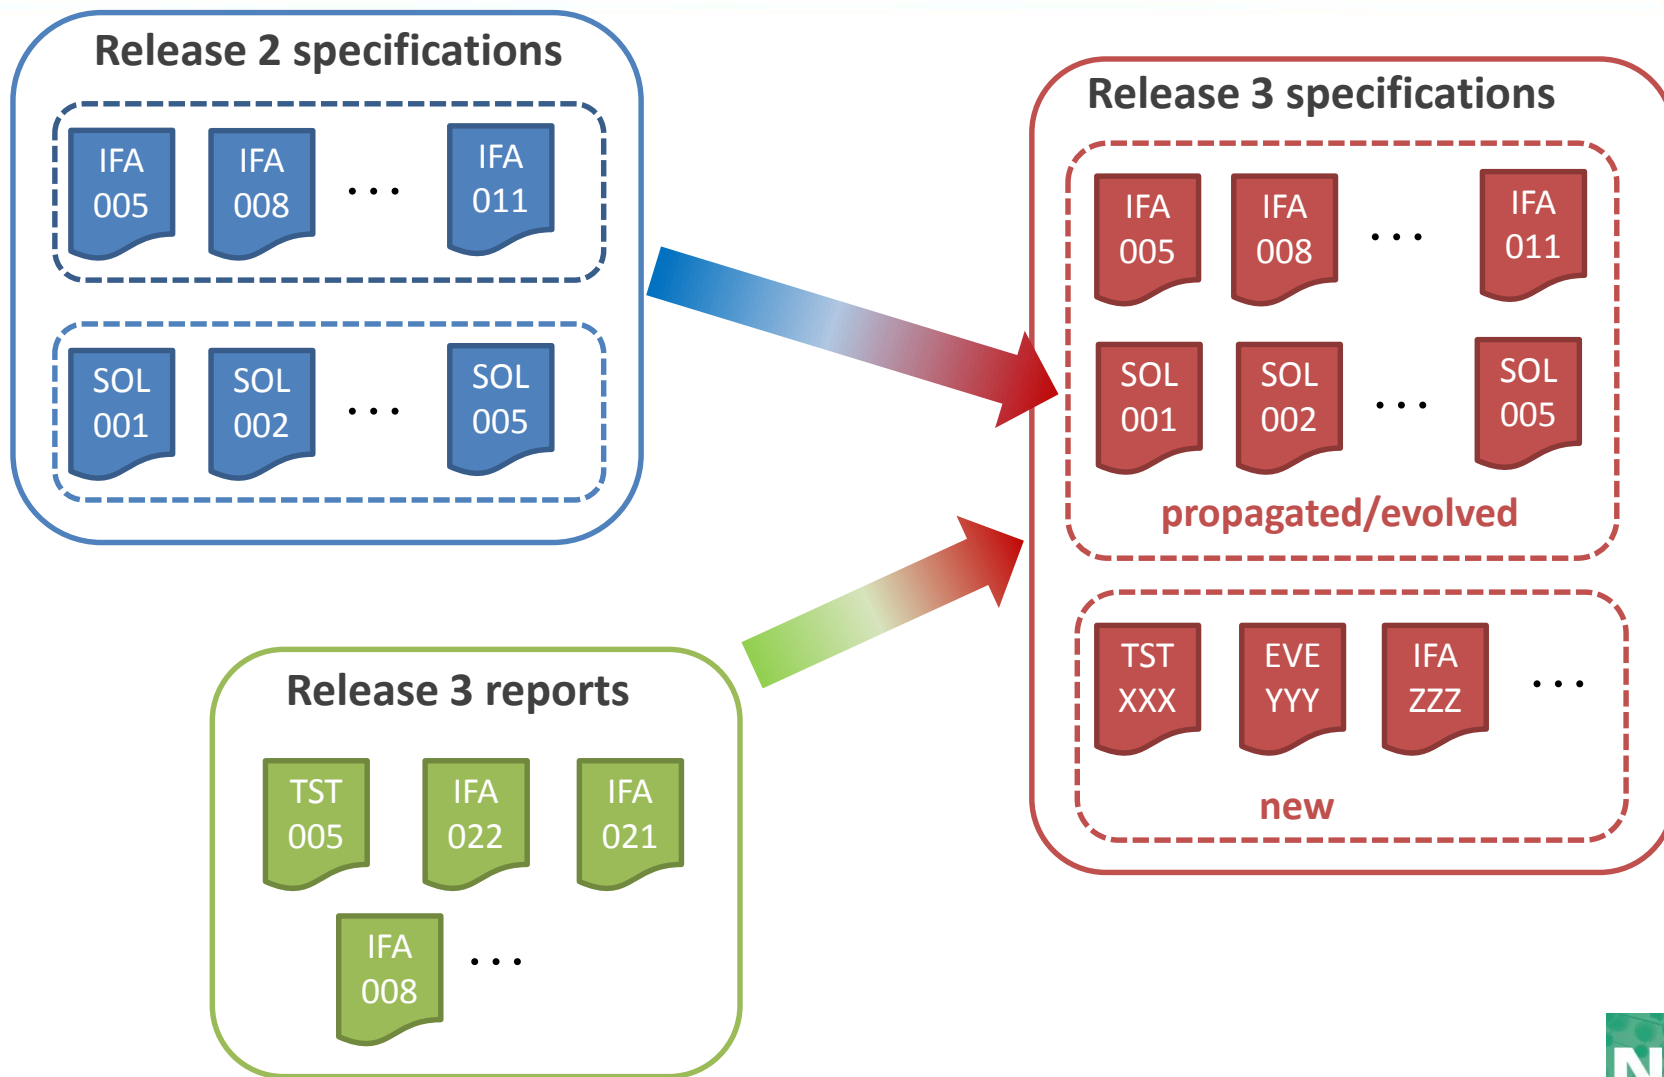 Release 2 specifications
IFA
005
IFA
008
...
IFA
011
SOL
001
SOL
002
...
SOL
005
Release 3 specifications
IFA
005
IFA
008
...
IFA
011
SOL
001
SOL
002
...
SOL
005
propagated/evolved
TST
XXX
EVE
YYY
IFA
ZZZ
...
new
Release 3 reports
TST
005
IFA
022
IFA
021
IFA
008
...